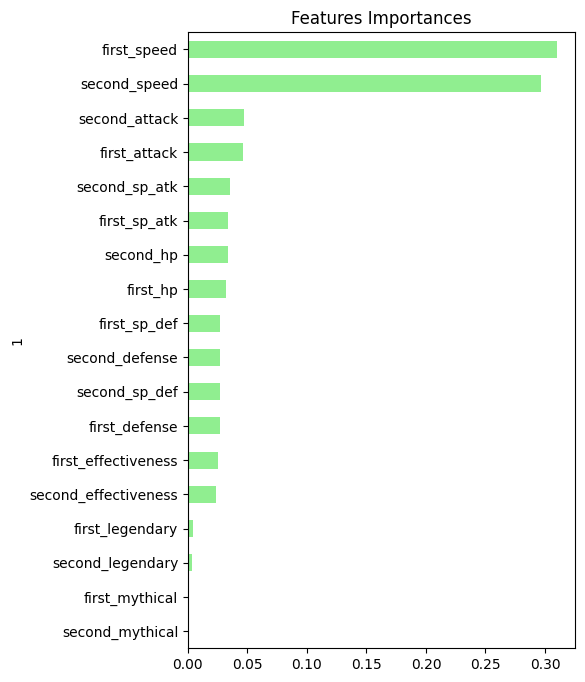 Features Importances
first_speed
second_speed
second_attack
first_attack
second_sp_atk
first_sp_atk
second_hp
first_hp
first_sp_def
second_defense
second_sp_def
first_defense
first_effectiveness
second_effectiveness
first_legendary
second_legendary
first_mythical
second_mythical
1
0.00 0.05 0.10 0.15 0.20 0.25 0.30